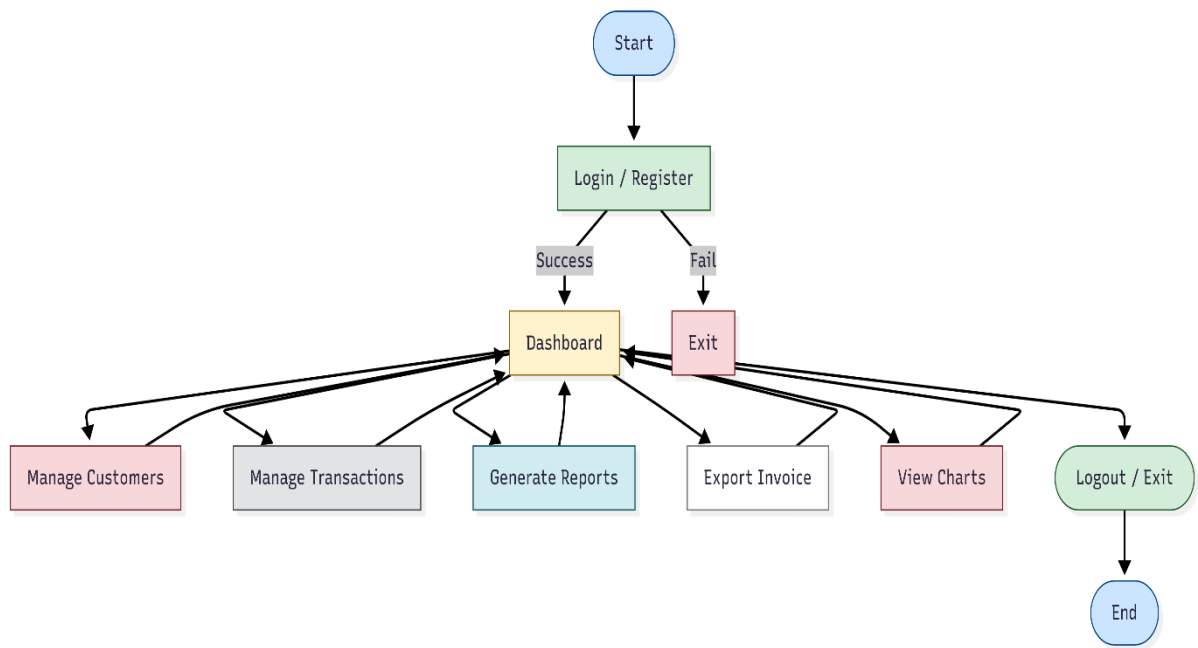 Start
Login / Register
Success
Fail
Dashboard
Exit
Manage Customers
Manage Transactions
Generate Reports
Export Invoice
View Charts
Logout / Exit
End